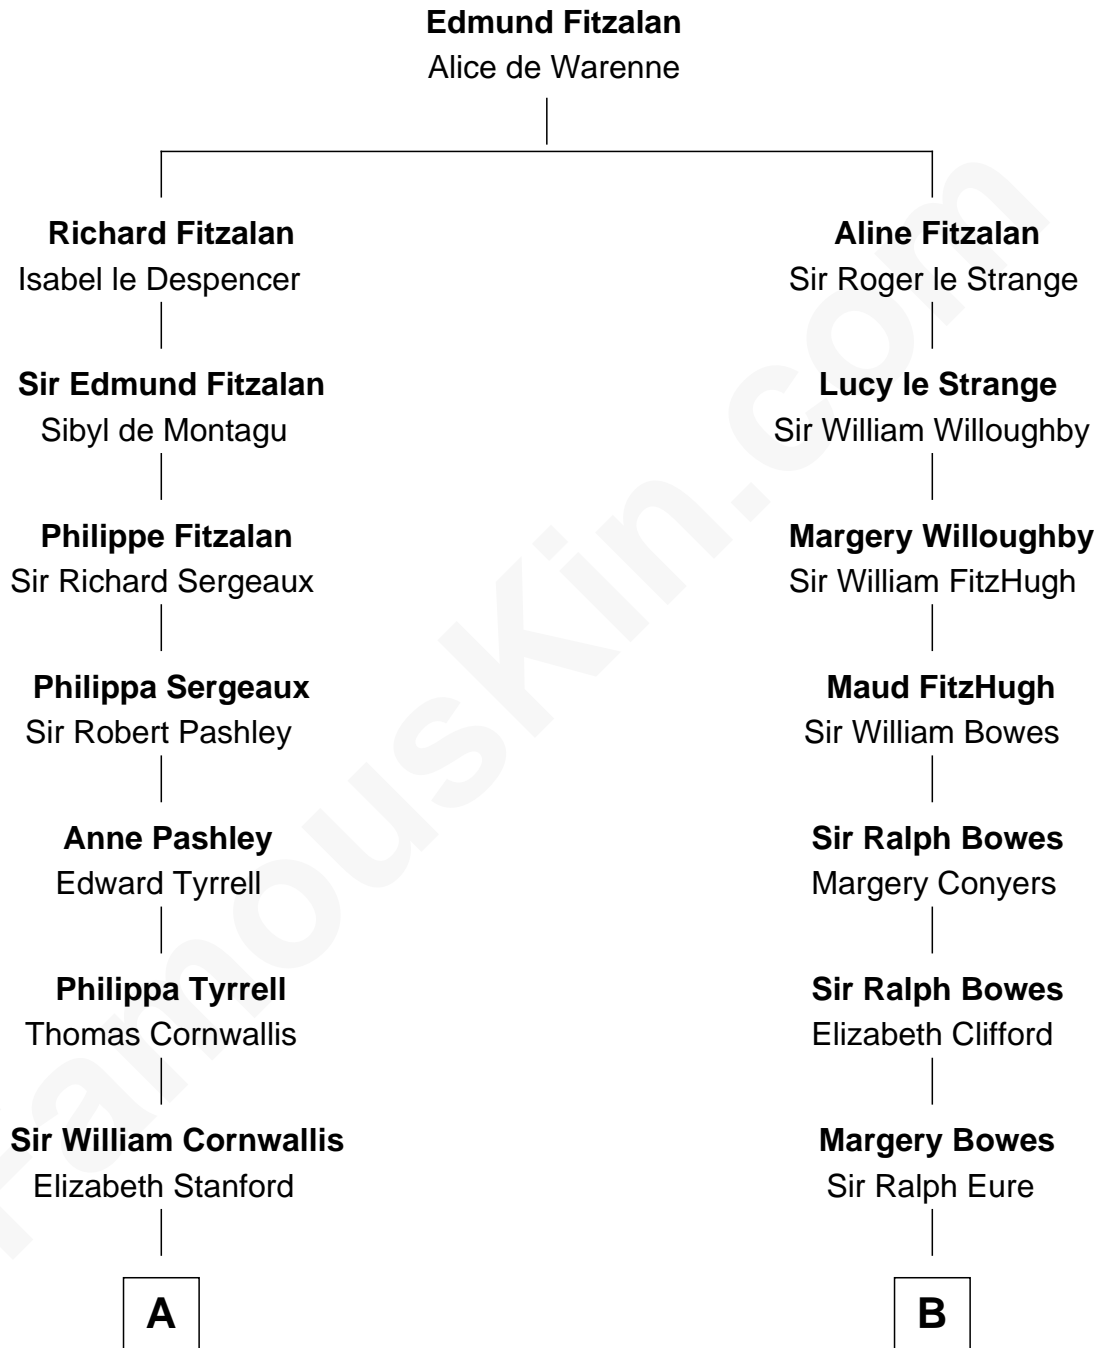 Edmund Fitzalan
Alice de Warenne
Richard Fitzalan
Isabel le Despencer
Aline Fitzalan
Sir Roger le Strange
Sir Edmund Fitzalan
Sibyl de Montagu
Lucy le Strange
Sir William Willoughby
Philippe Fitzalan
Sir Richard Sergeaux
Margery Willoughby
Sir William FitzHugh
Philippa Sergeaux
Sir Robert Pashley
Maud FitzHugh
Sir William Bowes
Anne Pashley
Edward Tyrrell
Sir Ralph Bowes
Margery Conyers
Philippa Tyrrell
Thomas Cornwallis
Sir Ralph Bowes
Elizabeth Clifford
Sir William Cornwallis
Elizabeth Stanford
Margery Bowes
Sir Ralph Eure
A
B
FamousKin.com